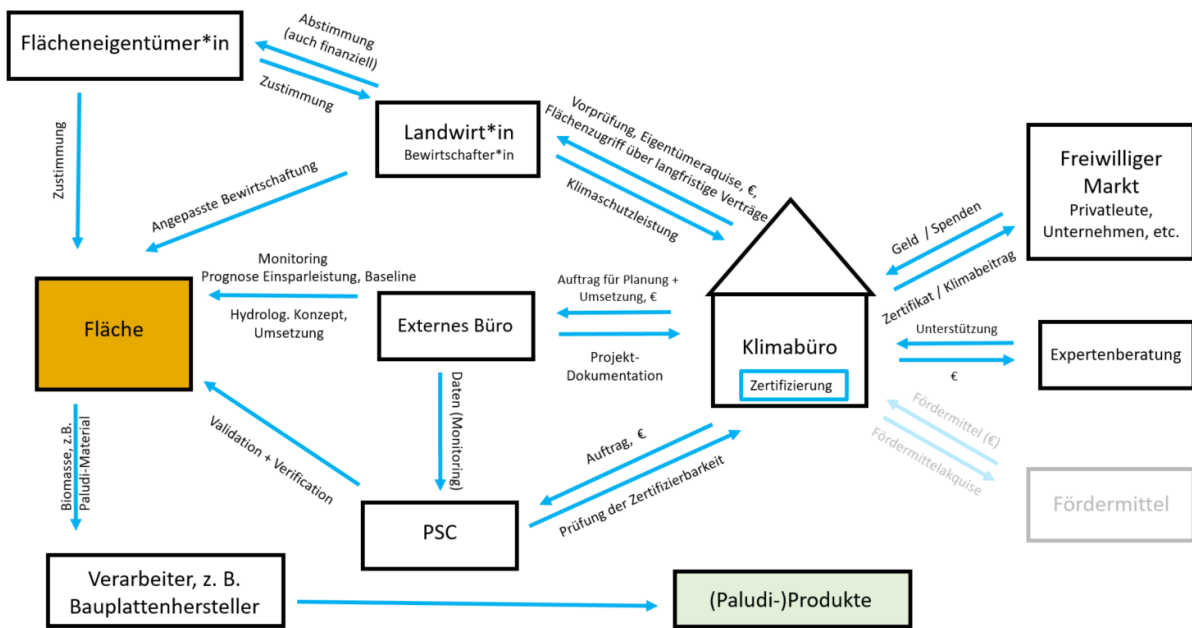 Flächeneigentümer*in
Abstimmung
(auch finanziell)
Zustimmung
Zustimmung
Landwirt*in
Bewirtschafter*in
Vorprüfung, Eigentümeraquise, €,
Flächenzugriff über langfristige Verträge
Klimaschutzleistung
Angepasste Bewirtschaftung
Freiwilliger
Markt
Privatleute,
Unternehmen, etc.
Geld / Spenden
Zertifikat / Klimabeitrag
Monitoring
Prognose Einsparleistung, Baseline
Hydrolog. Konzept,
Umsetzung
Fläche
Externes Büro
Auftrag für Planung +
Umsetzung, €
Projekt-
Dokumentation
Klimabüro
Zertifizierung
Unterstützung
€
Expertenberatung
Fördermittel (€)
Fördermittelakquise
Fördermittel
Biomasse, z.B.
Paludi-Material
Validation + Verification
Daten (Monitoring)
Auftrag, €
Prüfung der Zertifizierbarkeit
PSC
Verarbeiter, z. B.
Bauplattenhersteller
(Paludi-)Produkte